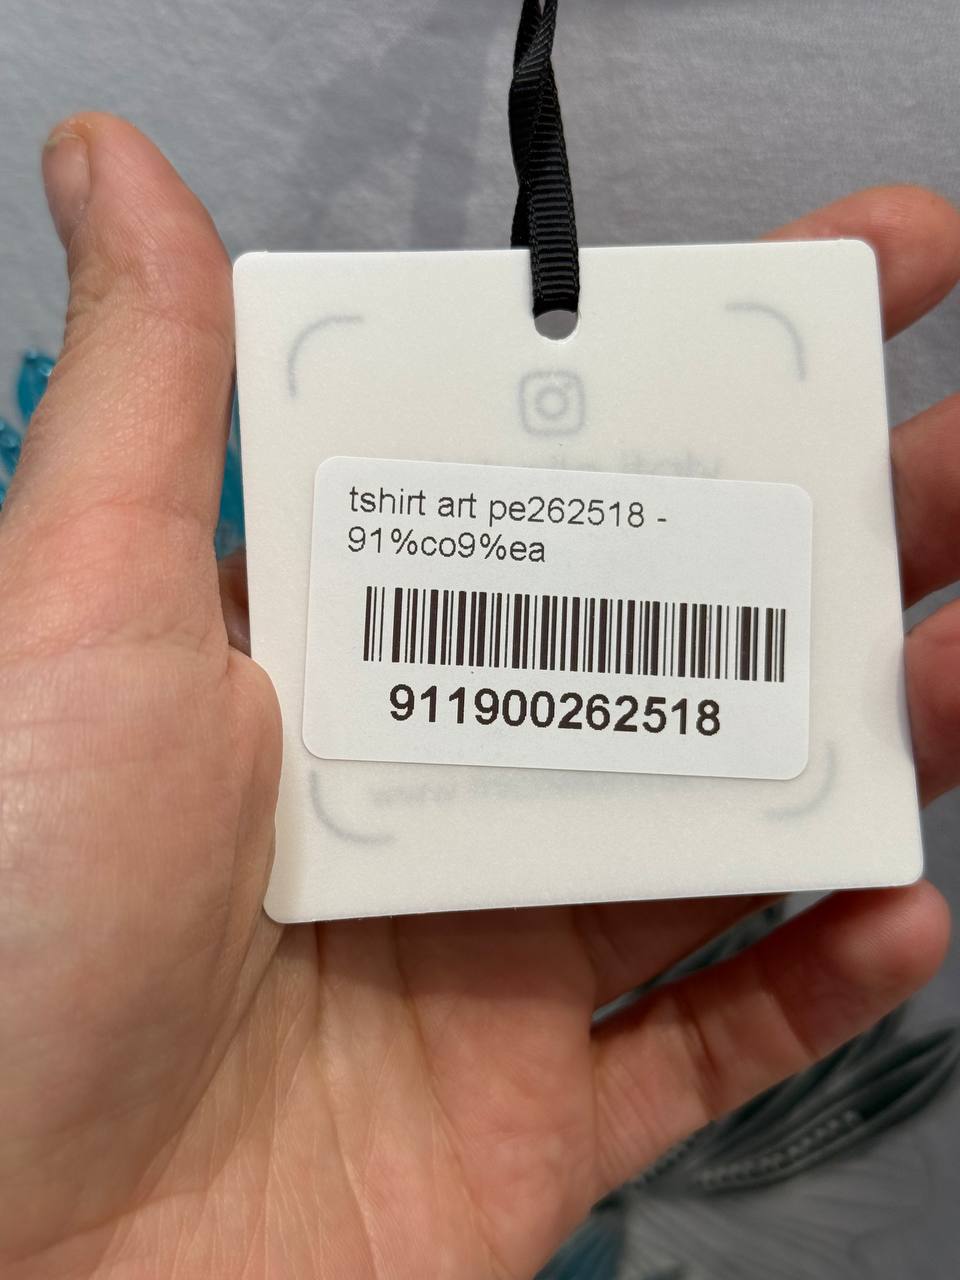 tshirt art pe262518 -
91%co9%ea
911900262518